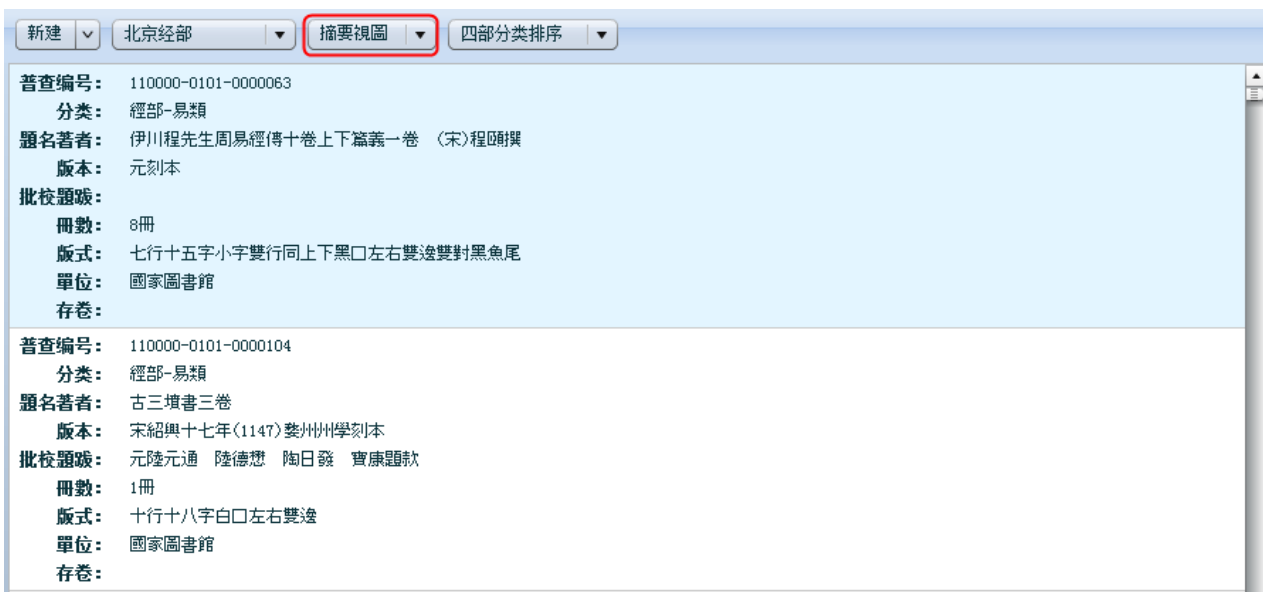 新建 北京经部 摘要視圖 四部分类排序
普查编号： 110000-0101-0000063
分类： 經部-易類
題名著者： 伊川程先生周易經傳十卷上下篇義一卷 （宋）程頤撰
版本： 元刻本
批校題跋：
冊數： 8冊
版式： 七行十五字小字雙行同上下黑口左右雙邊雙對黑魚尾
單位： 國家圖書館
存卷：
普查编号： 110000-0101-0000104
分类： 經部-易類
題名著者： 古三墳書三卷
版本： 宋紹興十七年(1147)婺州州學刻本
批校題跋： 元陸元通 陸德懋 陶日發 寶康題款
冊數： 1冊
版式： 十行十八字白口左右雙邊
單位： 國家圖書館
存卷：